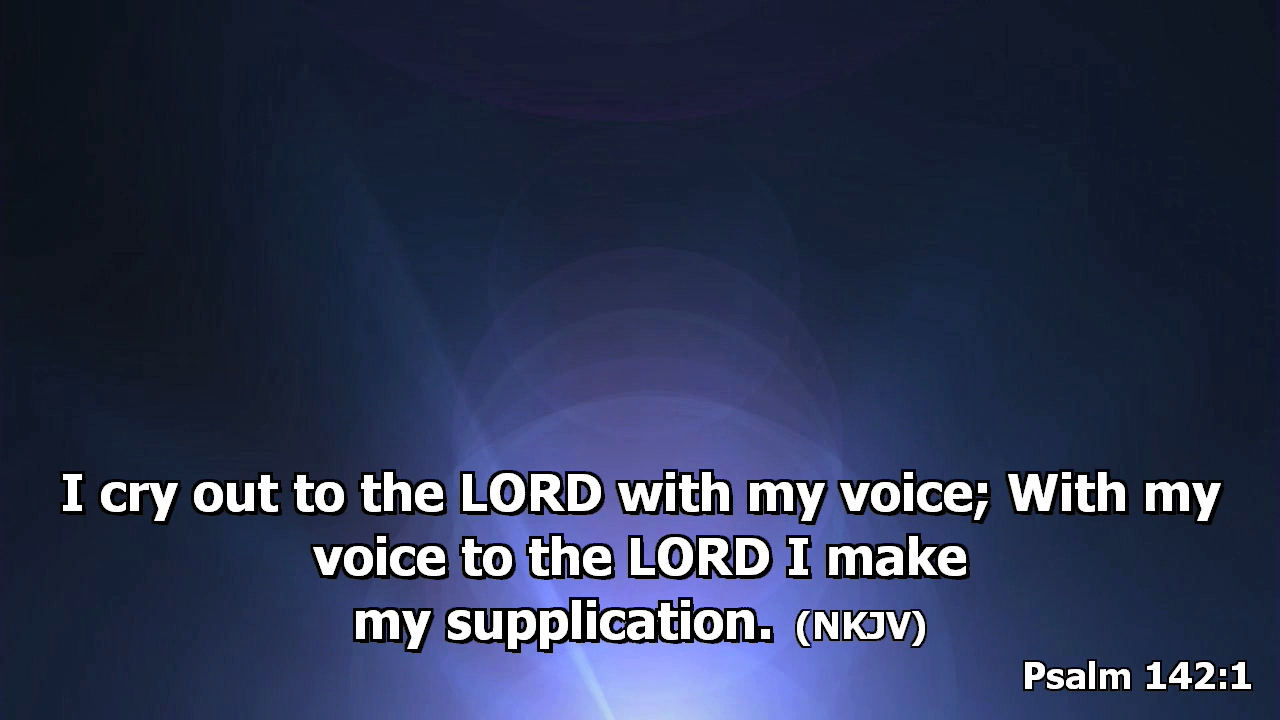 I cry out to the LORD with my voice; With my
voice to the LORD I make
my supplication. (NKJV)
Psalm 142:1